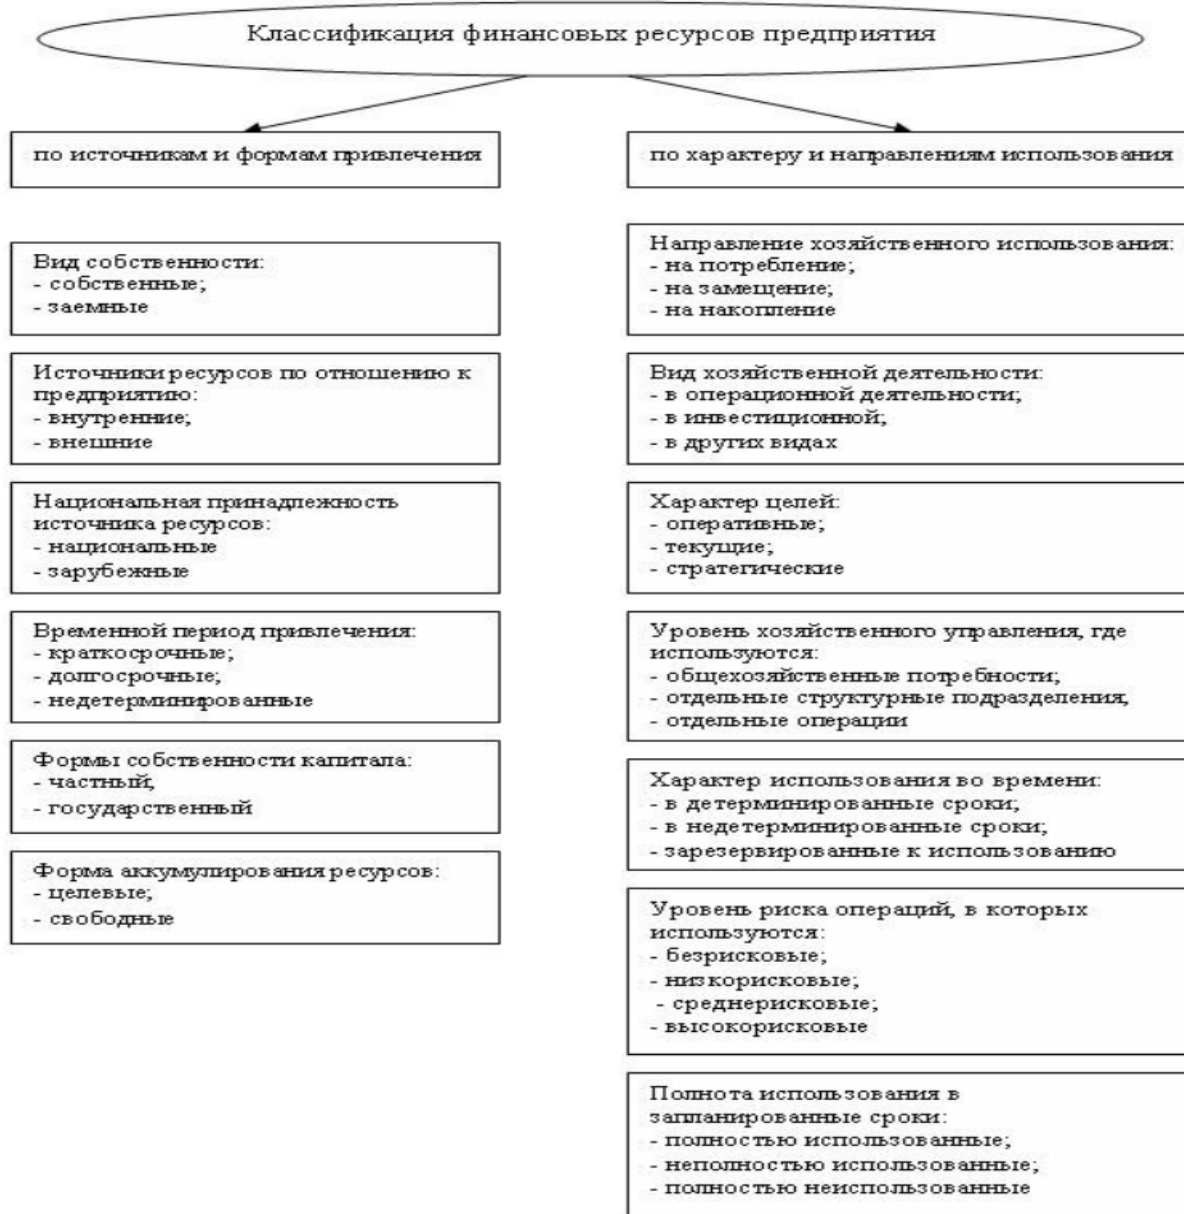 Классификация финансовых ресурсов предприятия
по источникам и формам привлечения
Вид собственности:
- собственные;
- заемные
Источники ресурсов по отношению к
предприятию:
- внутренние;
- внешние
Национальная принадлежность
источника ресурсов:
- национальные
- зарубежные
Временной период привлечения:
- краткосрочные;
- долгосрочные;
- недетерминированные
Формы собственности капитала:
- частный;
- государственный
Форма аккумулирования ресурсов:
- целевые;
- свободные
по характеру и направлениям использования
Направление хозяйственного использования:
- на потребление;
- на замещение;
- на накопление
Вид хозяйственной деятельности:
- в операционной деятельности;
- в инвестиционной;
- в других видах
Характер целей:
- оперативные;
- текущие;
- стратегические
Уровень хозяйственного управления, где
используются:
- общехозяйственные потребности;
- отдельные структурные подразделения;
- отдельные операции
Характер использования во времени:
- в детерминированные сроки;
- в недетерминированные сроки;
- зарезервированные к использованию
Уровень риска операций, в которых
используются:
- безрисковые;
- низкорисковые;
- среднерисковые;
- высокорисковые
Полнота использования в
запланированные сроки:
- полностью использованные;
- неполностью использованные;
- полностью неиспользованные